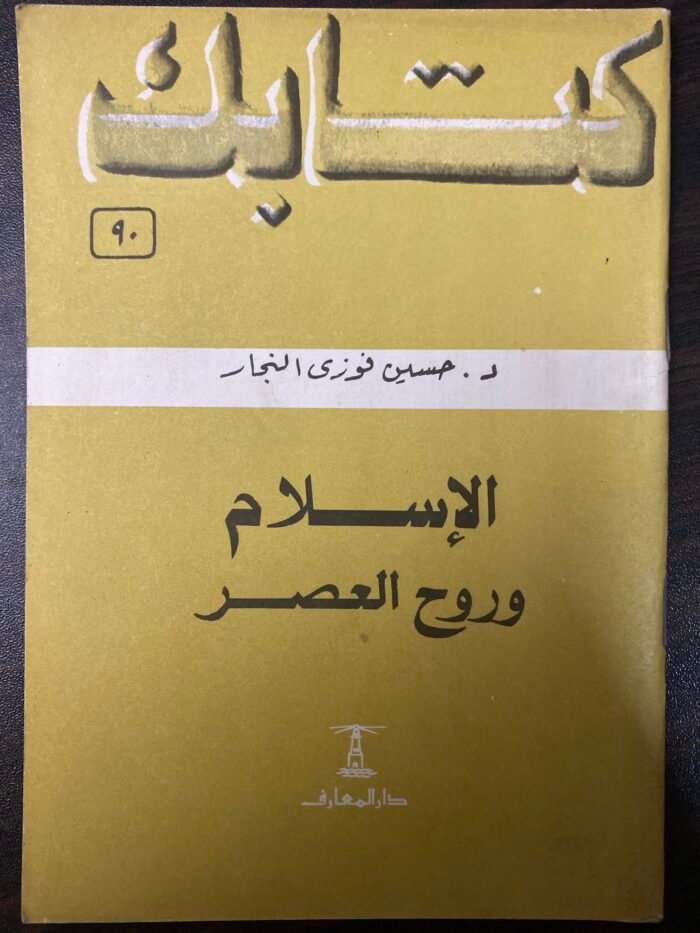 كتابك
٩٠
د. حسين فوزى النجار
الإسلام
وروح العصر
دار المعارف